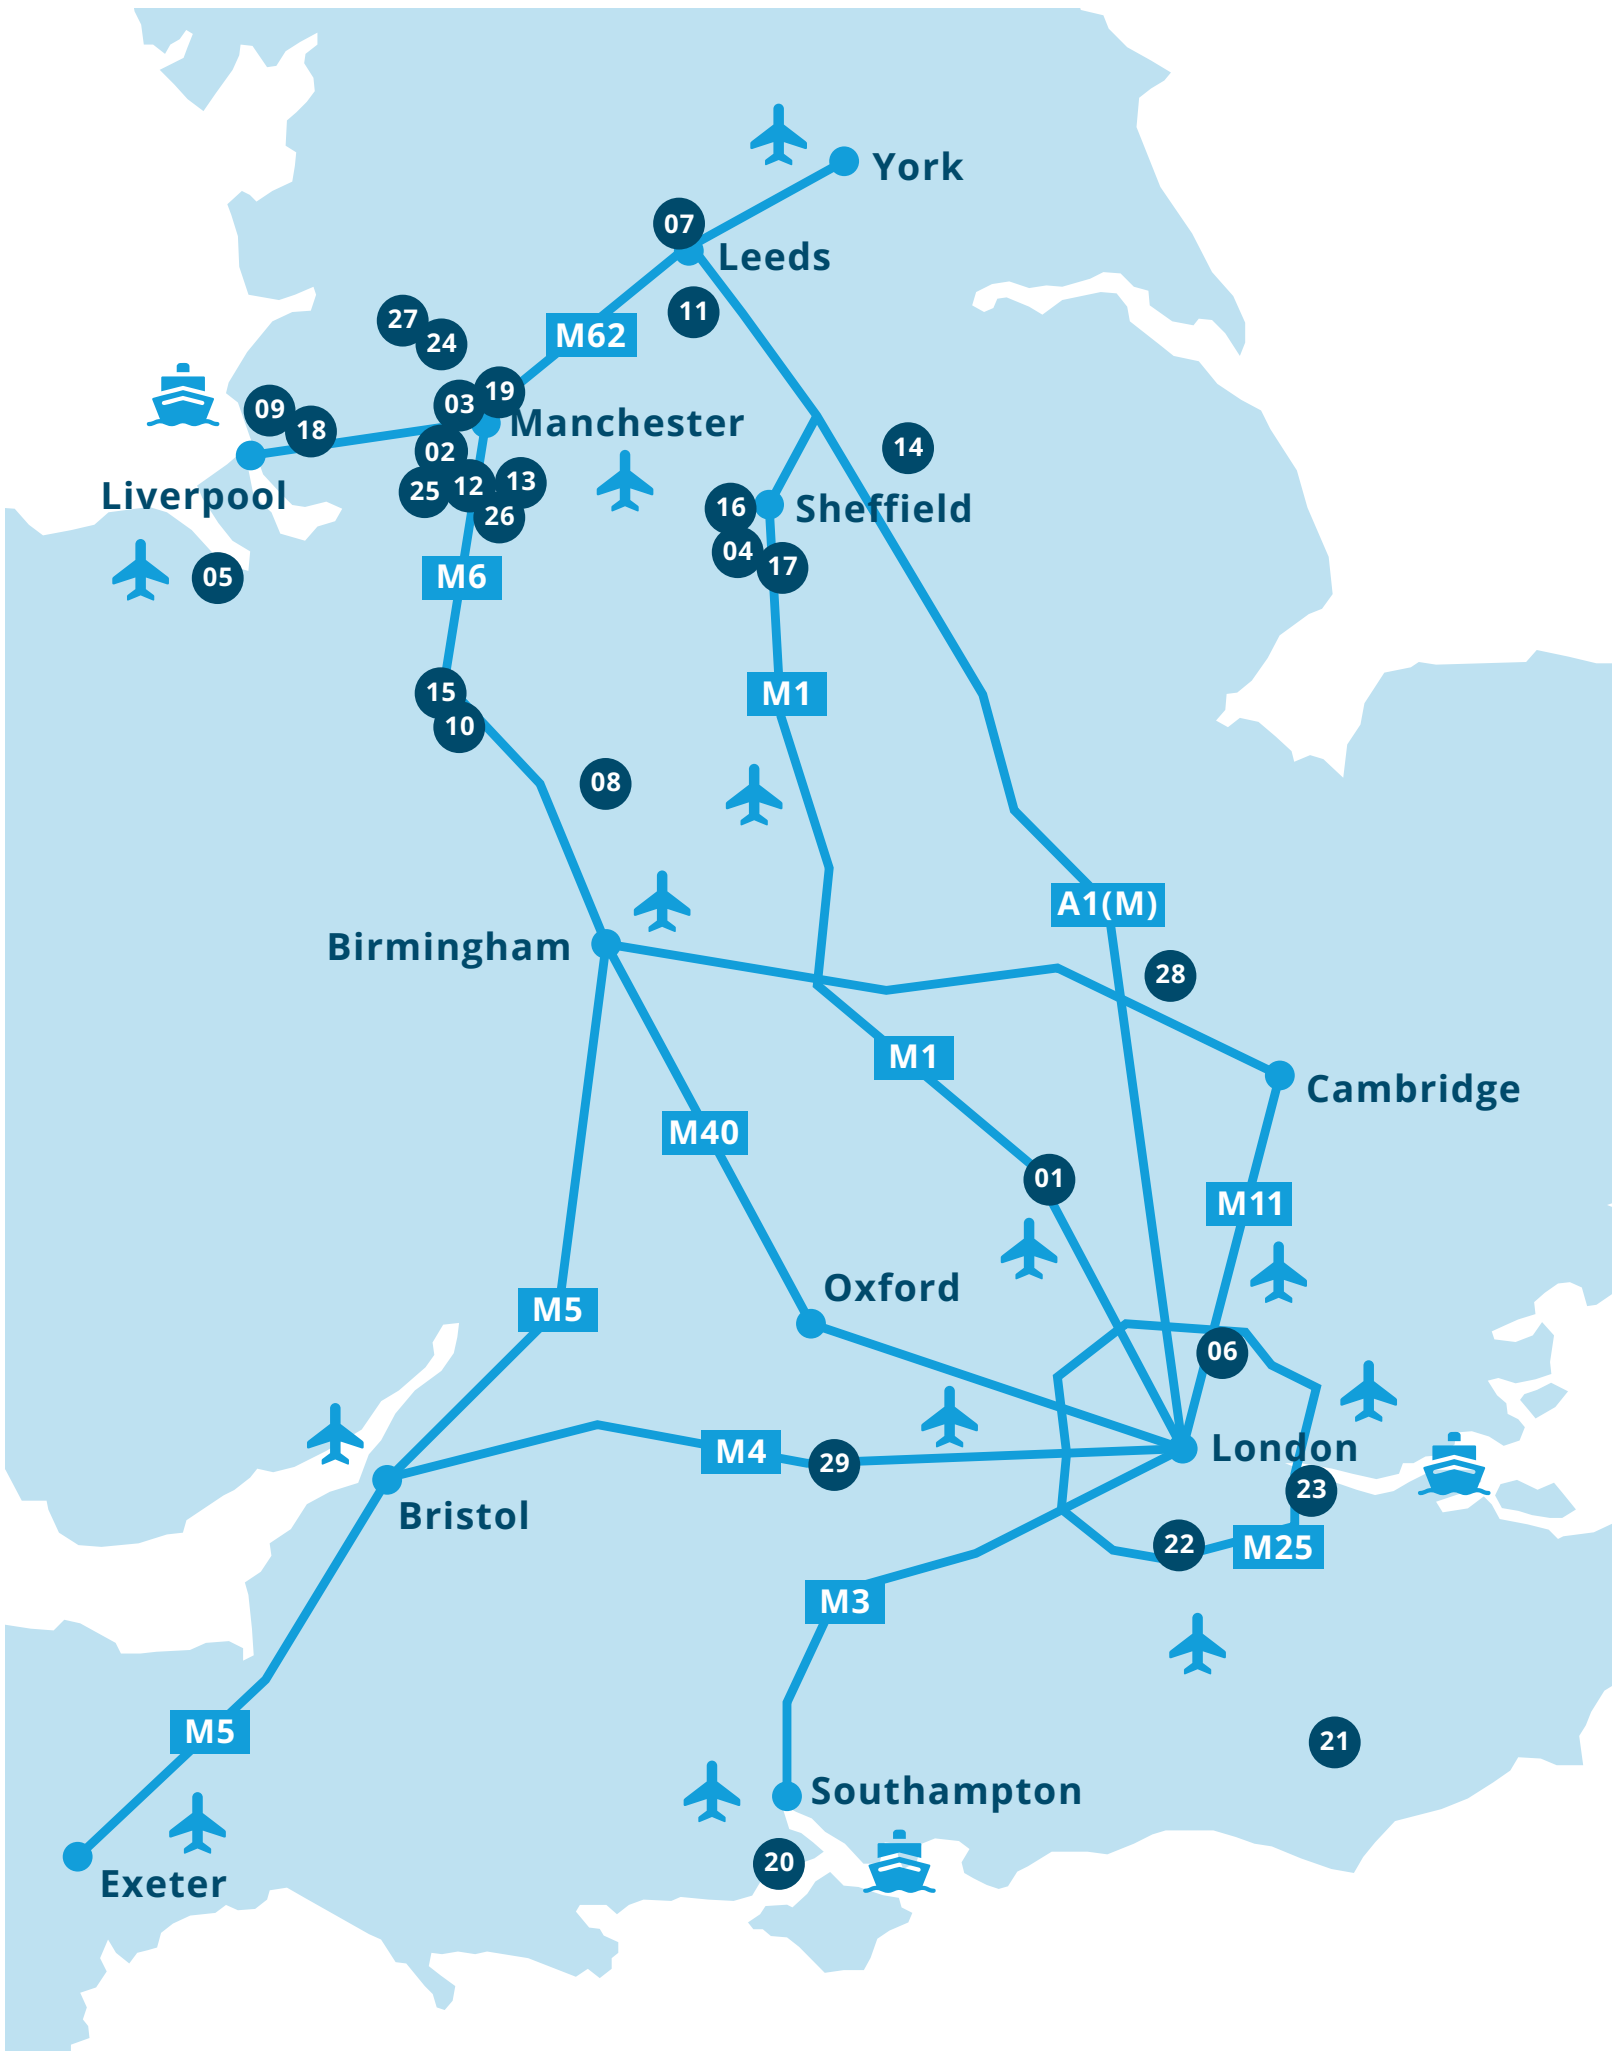 York
07
Leeds
11
27
24
M62
19
03
09
18
Manchester
02
14
25
12
13
26
Liverpool
16
Sheffield
04
17
05
M6
15
10
M1
08
A1(M)
Birmingham
28
M1
Cambridge
M40
01
M11
Oxford
M5
06
M4
29
London
23
Bristol
22
M25
M3
M5
21
Southampton
20
Exeter